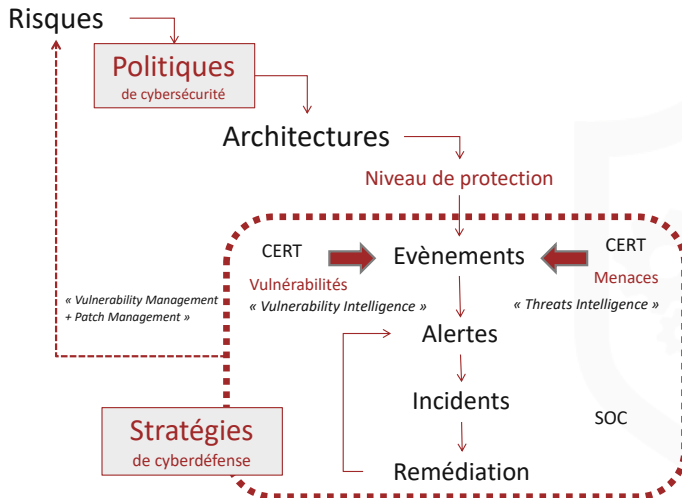 Risques
Politiques
de cybersécurité
Architectures
Niveau de protection
CERT
Evènements
CERT
Vulnérabilités
Menaces
« Vulnerability Management
+ Patch Management »
« Vulnerability Intelligence »
« Threats Intelligence »
Alertes
Incidents
SOC
Stratégies
de cyberdéfense
Remédiation